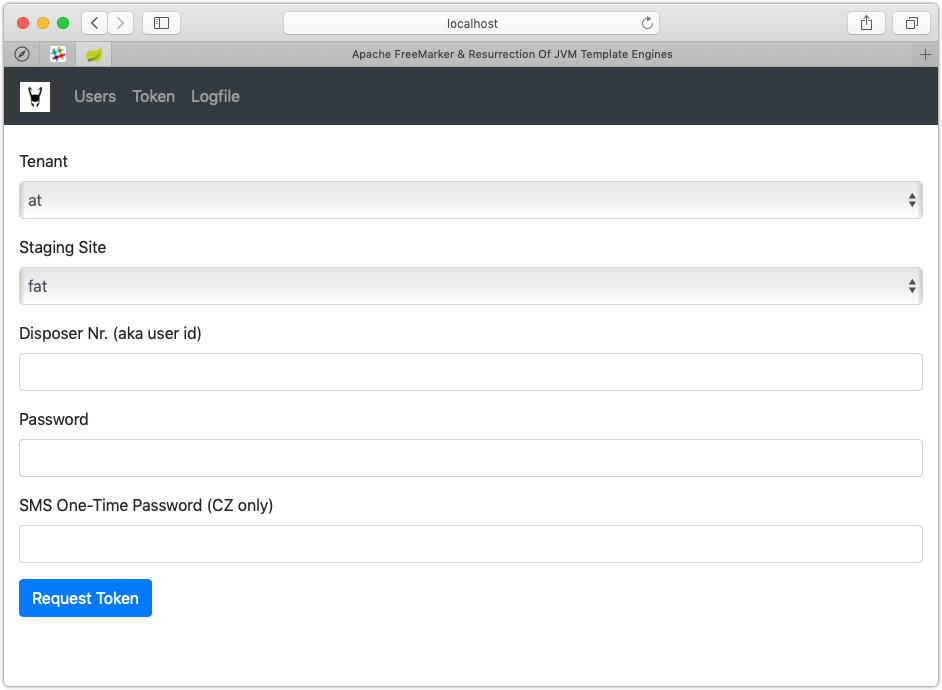 localhost
Apache FreeMarker & Resurrection Of JVM Template Engines
Users Token Logfile
Tenant
at
Staging Site
fat
Disposer Nr. (aka user id)
Password
SMS One-Time Password (CZ only)
Request Token